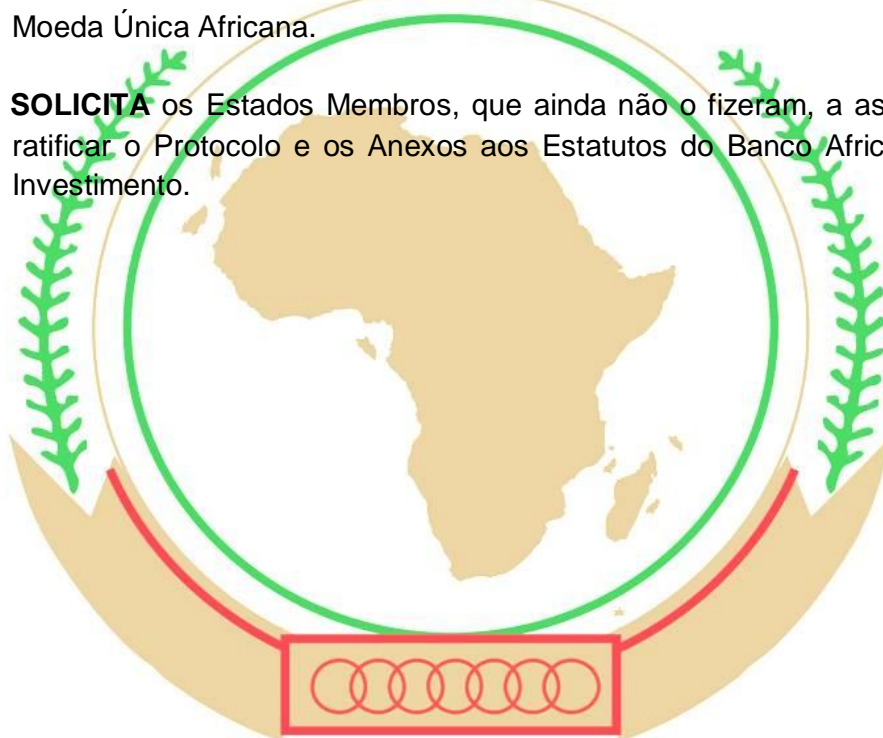 Moeda Única Africana.
SOLICITA os Estados Membros, que ainda não o fizeram, a as
ratificar o Protocolo e os Anexos aos Estatutos do Banco Afric
Investimento.